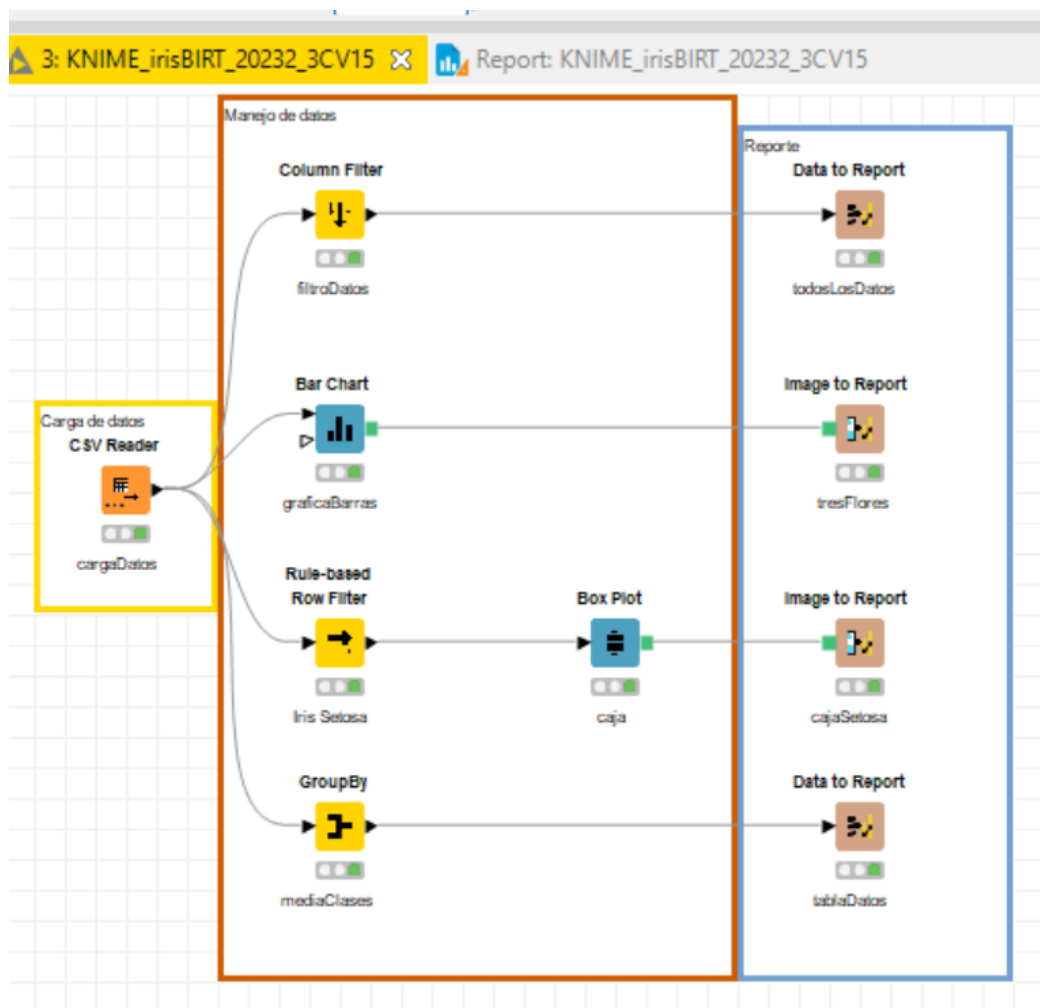 3: KNIME_irisBIRT_20232_3CV15
Report: KNIME_irisBIRT_20232_3CV15
Manejo de datos
Reporte
Column Filter
Data to Report
filtroDatos
todosLosDatos
Bar Chart
Image to Report
Carga de datos
CSV Reader
graficaBarras
tresFlores
cargaDatos
Rule-based
Row Filter
Box Plot
Image to Report
Iris Setosa
caja
cajaSetosa
GroupBy
Data to Report
mediaClases
tablaDatos